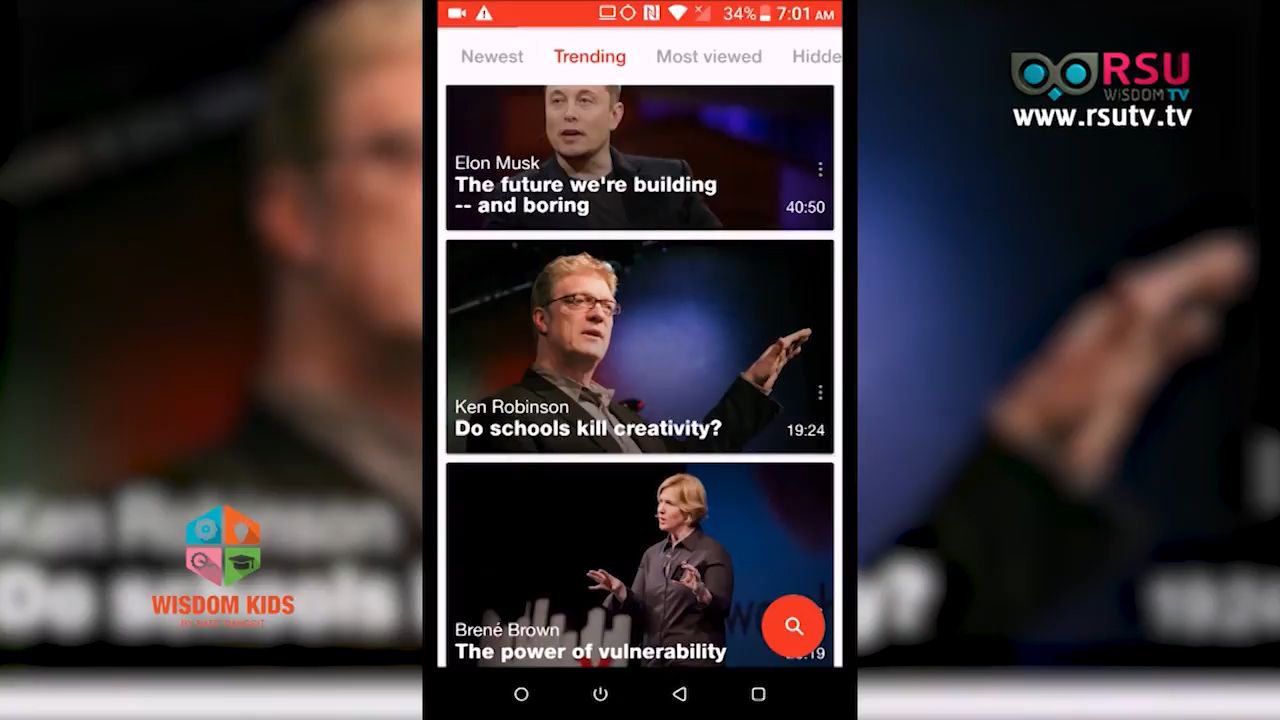 34% 7:01 AM
Newest Trending Most viewed Hidde
RSU
WISDOM TV
www.rsutv.tv
Elon Musk
The future we're building
-- and boring
40:50
Ken Robinson
Do schools kill creativity?
19:24
Brené Brown
The power of vulnerability
WISDOM KIDS